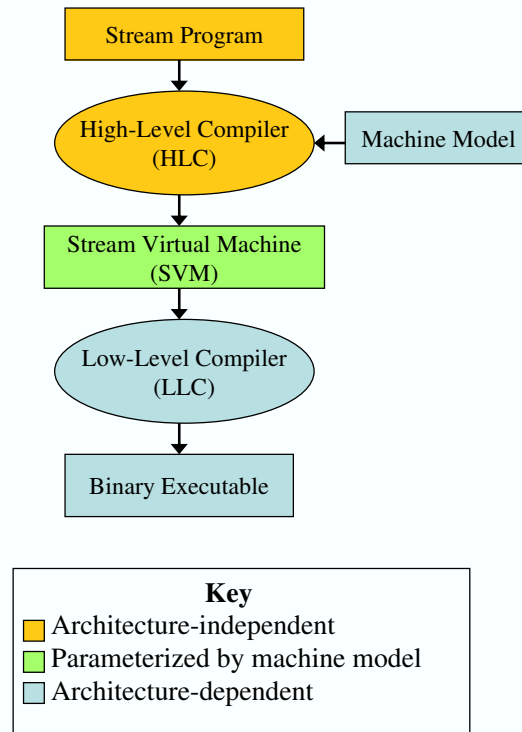 Stream Program
High-Level Compiler
(HLC)
Machine Model
Stream Virtual Machine
(SVM)
Low-Level Compiler
(LLC)
Binary Executable
Key
Architecture-independent
Parameterized by machine model
Architecture-dependent